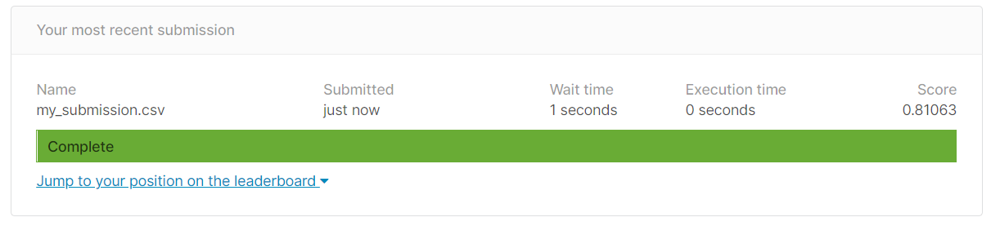 Your most recent submission
Name Submitted Wait time Execution time Score
my_submission.csv just now 1 seconds 0 seconds 0.81063
Complete
Jump to your position on the leaderboard